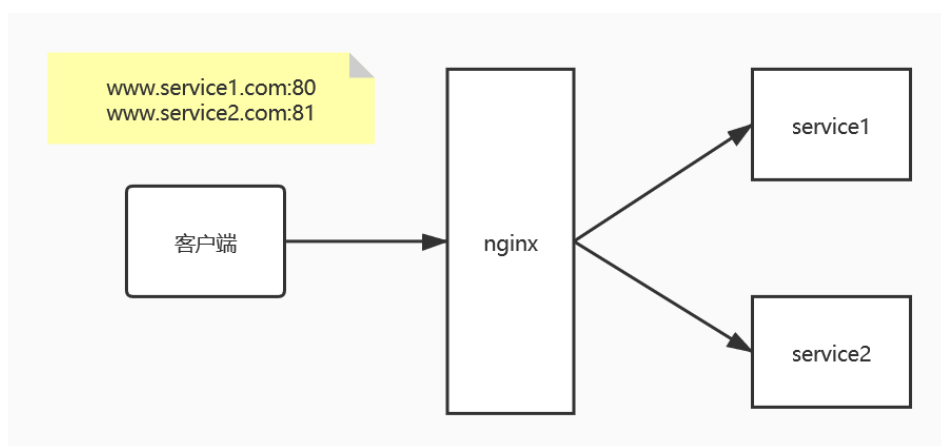 www.service1.com:80
www.service2.com:81
客户端
nginx
service1
service2